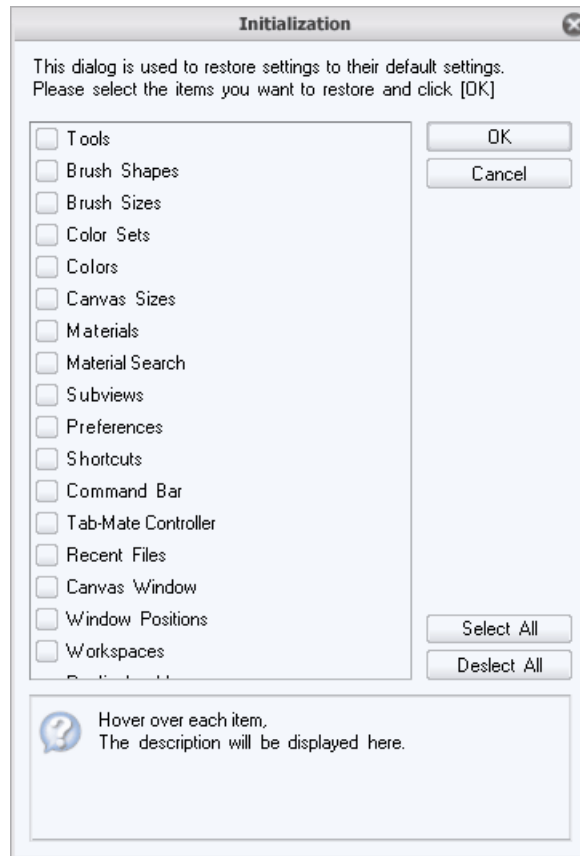 Initialization
This dialog is used to restore settings to their default settings.
Please select the items you want to restore and click [OK]
Tools
Brush Shapes
Brush Sizes
Color Sets
Colors
Canvas Sizes
Materials
Material Search
Subviews
Preferences
Shortcuts
Command Bar
Tab-Mate Controller
Recent Files
Canvas Window
Window Positions
Workspaces
OK
Cancel
Select All
Deslect All
Hover over each item,
The description will be displayed here.